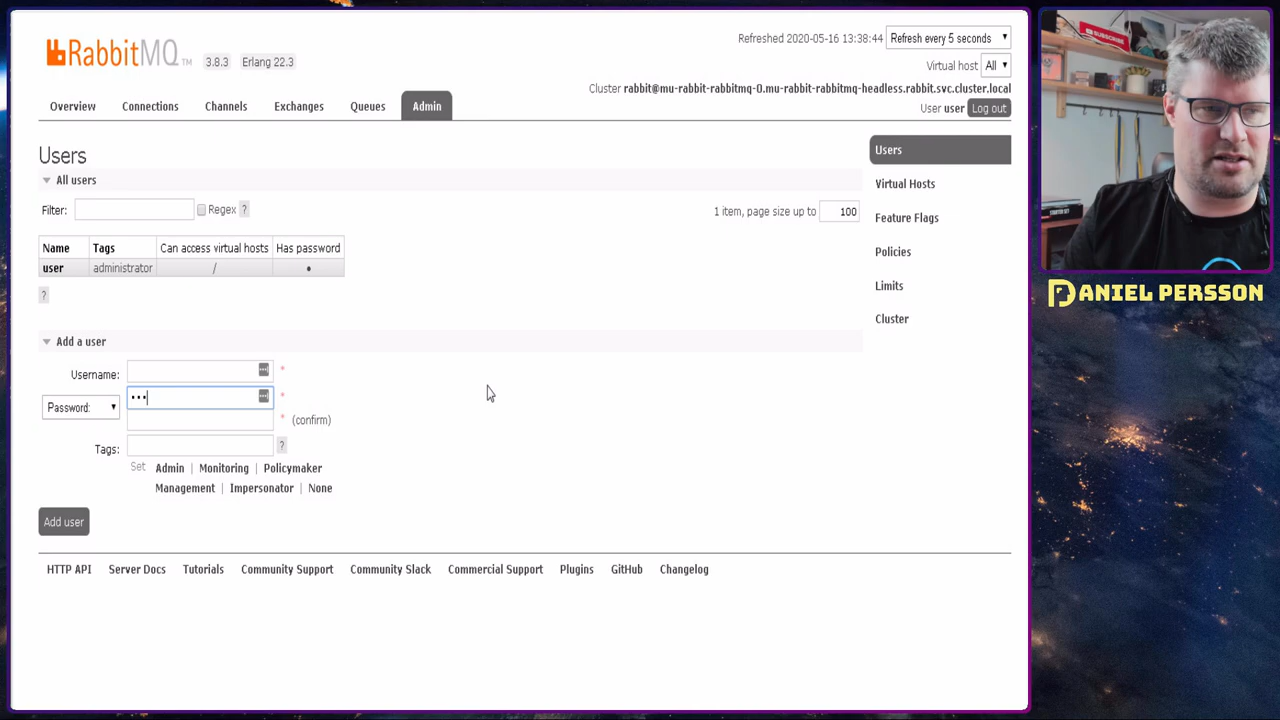 RabbitMQ TM 3.8.3 Erlang 22.3
Refreshed 2020-05-16 13:38:44 Refresh every 5 seconds
Virtual host All
Cluster rabbit@mu-rabbit-rabbitmq-0.mu-rabbit-rabbitmq-headless.rabbit.svc.cluster.local
User user Log out
Overview Connections Channels Exchanges Queues Admin
Users
All users
Filter: Regex ? 1 item, page size up to 100
Name Tags Can access virtual hosts Has password
user administrator / •
?
Add a user
Username: *
Password: ••• *
* (confirm)
Tags: ?
Set Admin | Monitoring | Policymaker
Management | Impersonator | None
Add user
HTTP API Server Docs Tutorials Community Support Community Slack Commercial Support Plugins GitHub Changelog
Users
Virtual Hosts
Feature Flags
Policies
Limits
Cluster
SUBSCRIBE
STARTER SET
DANIEL PERSSON